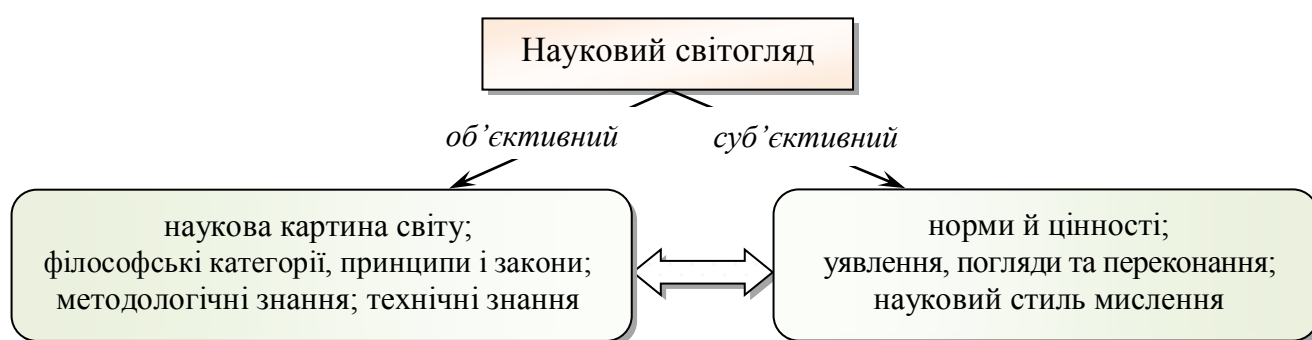 Науковий світогляд
об’єктивний
суб’єктивний
наукова картина світу;
філософські категорії, принципи і закони;
методологічні знання; технічні знання
норми й цінності;
уявлення, погляди та переконання;
науковий стиль мислення